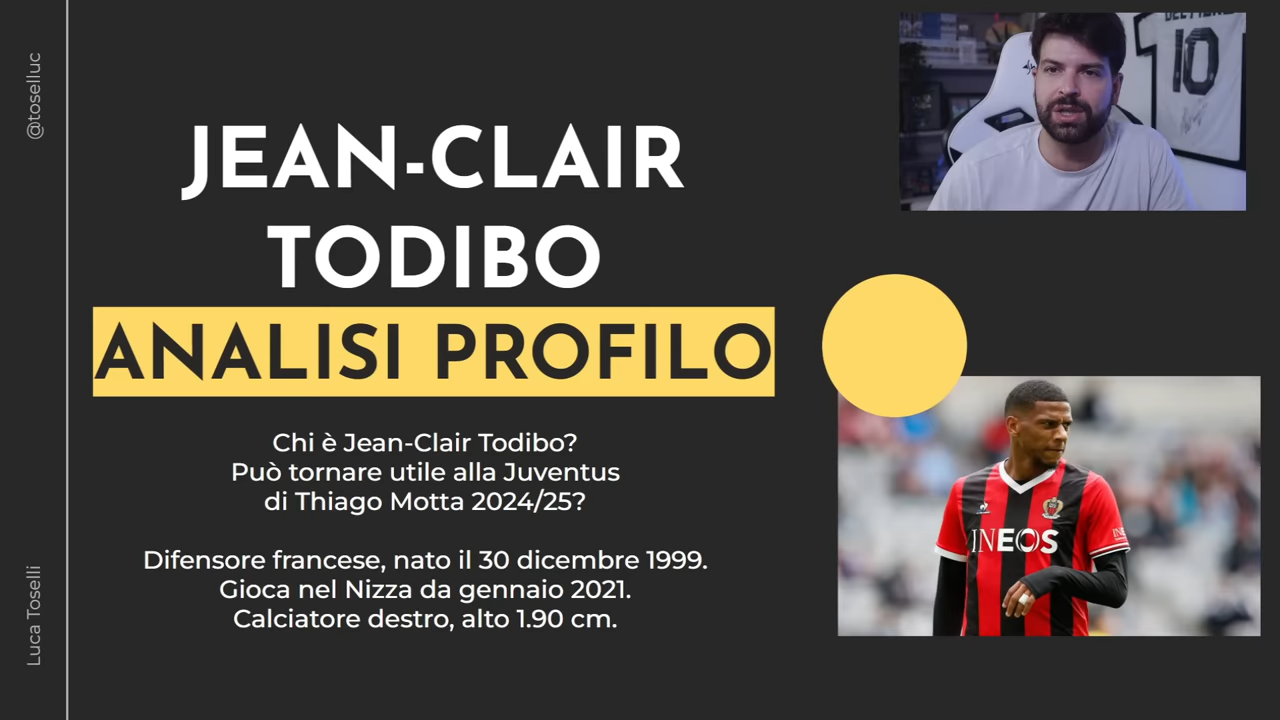 @toselluc
Luca Toselli
JEAN-CLAIR
TODIBO
ANALISI PROFILO
Chi è Jean-Clair Todibo?
Può tornare utile alla Juventus
di Thiago Motta 2024/25?
Difensore francese, nato il 30 dicembre 1999.
Gioca nel Nizza da gennaio 2021.
Calciatore destro, alto 1.90 cm.
10
INEOS